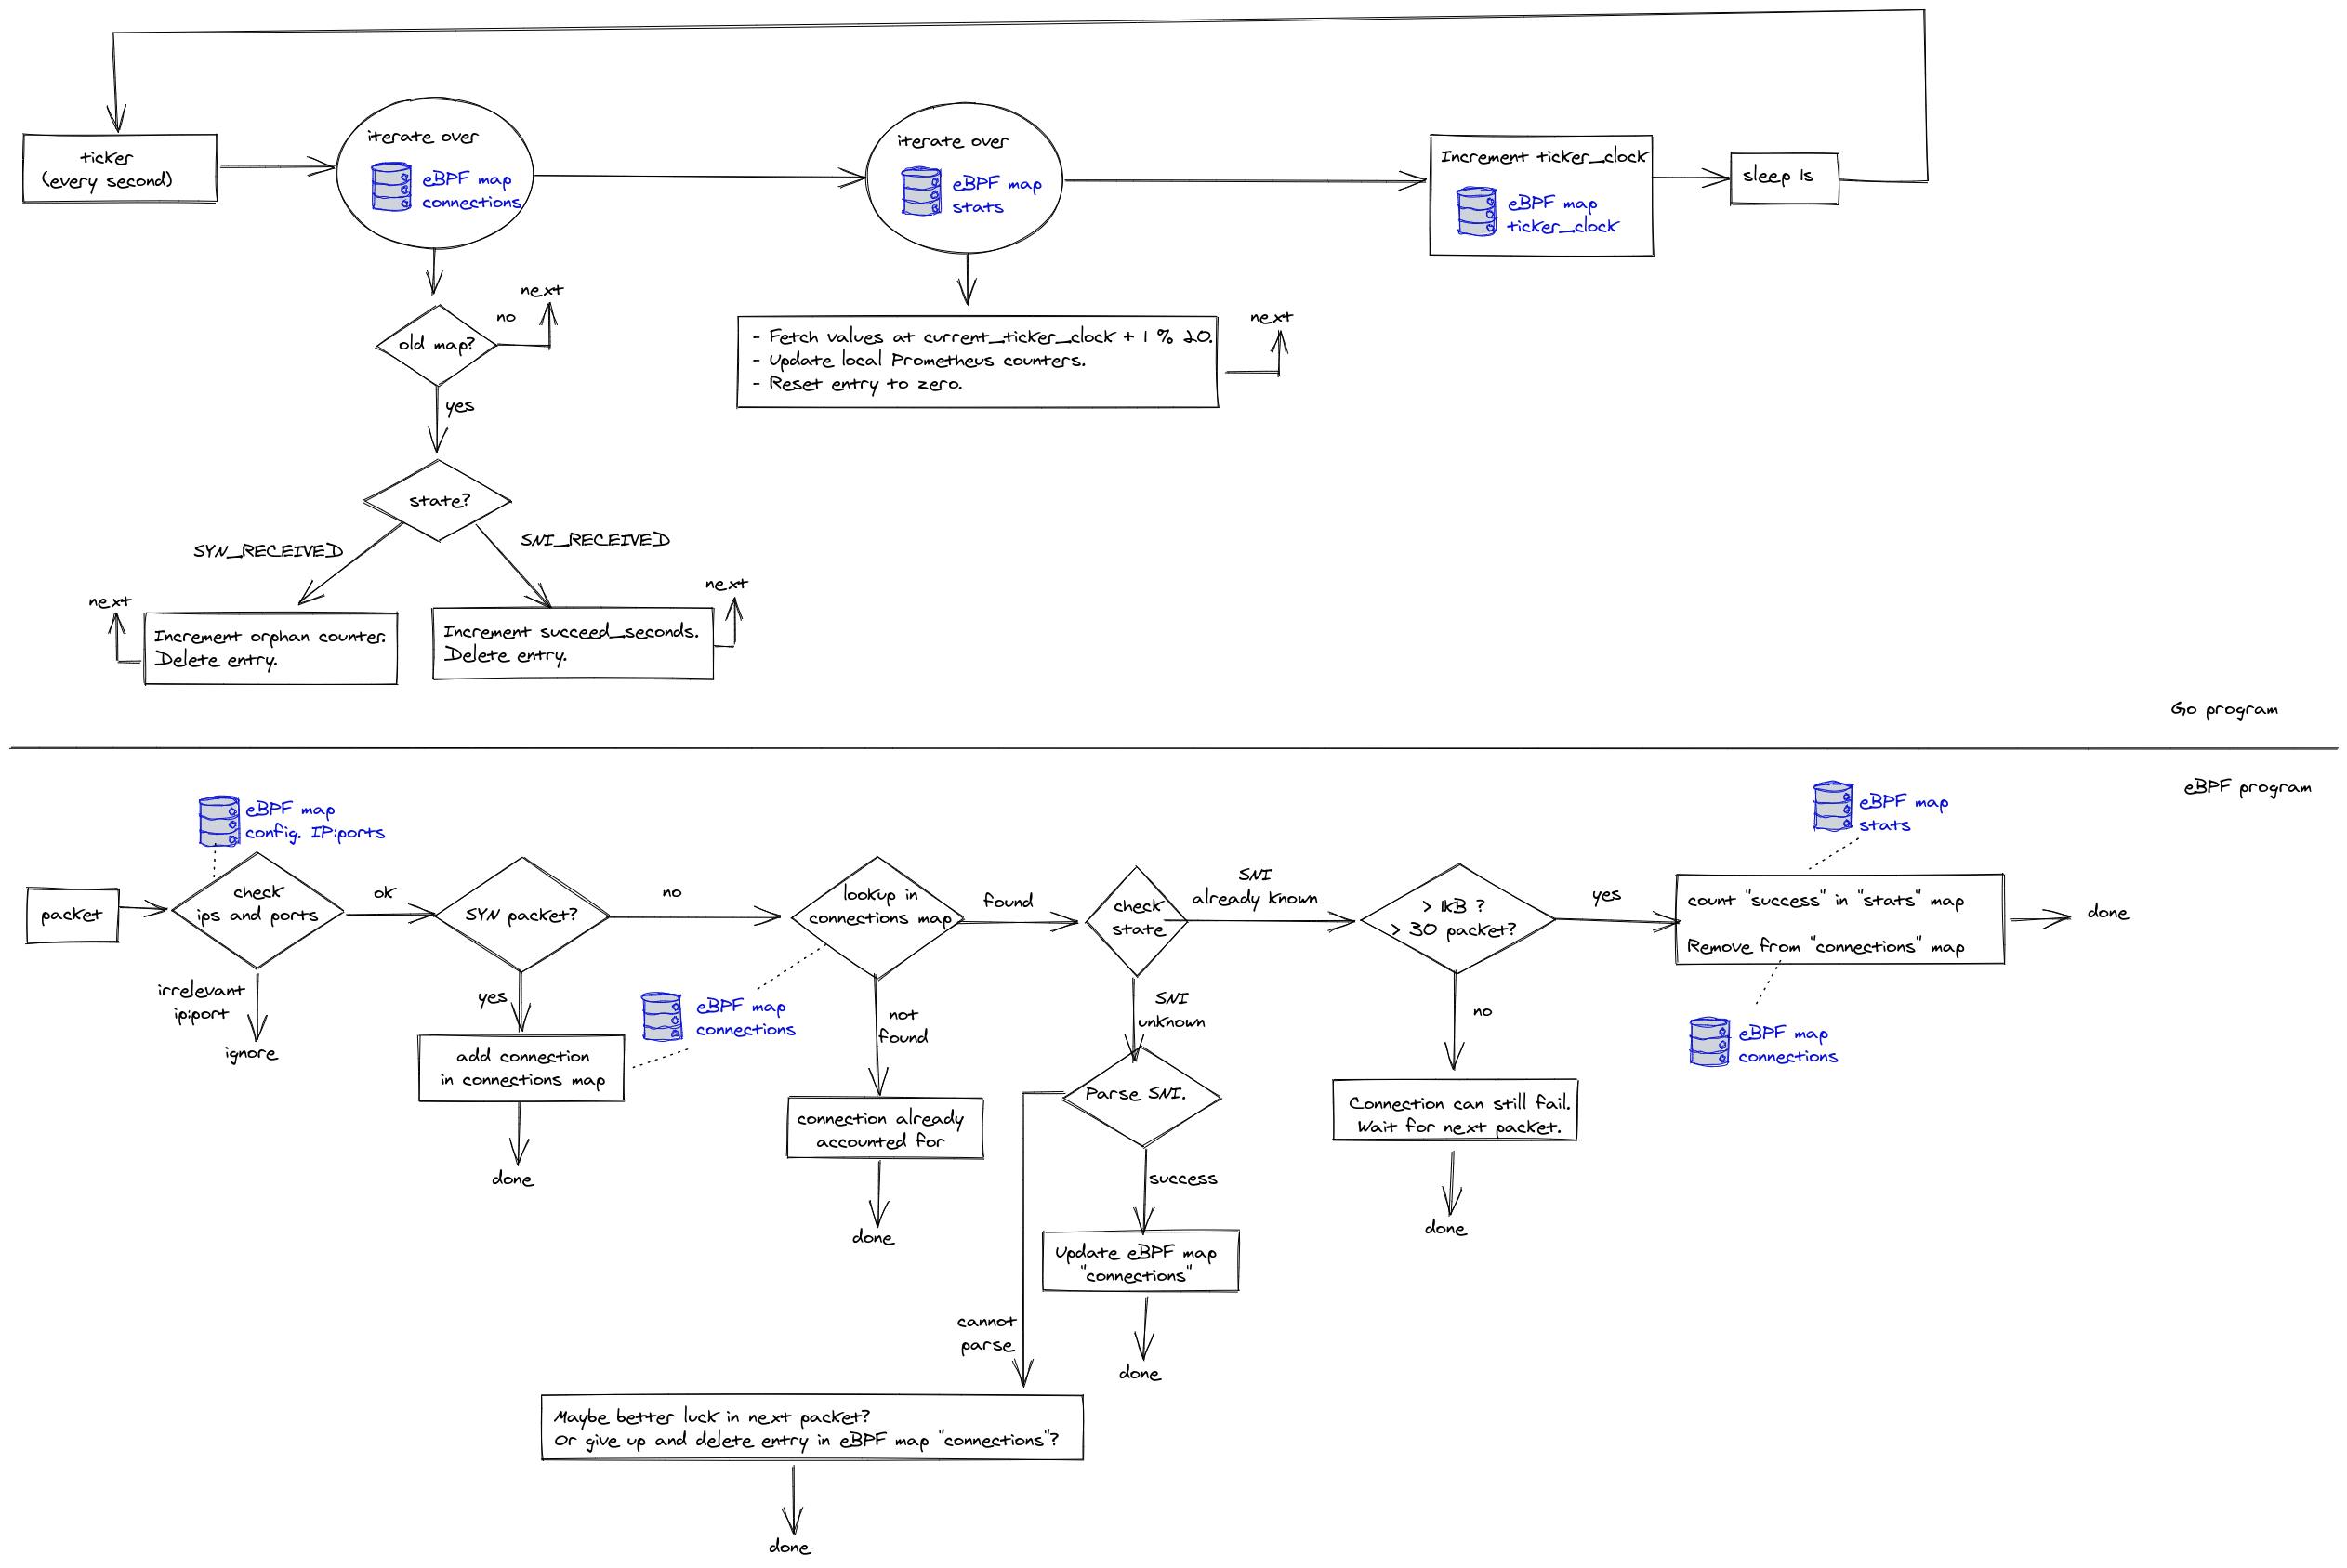 ticker
(every second)
iterate over
eBPF map
connections
iterate over
eBPF map
stats
Increment ticker_clock
eBPF map
ticker_clock
sleep 1s
old map?
no
next
yes
- Fetch values at current_ticker_clock + 1 % 20.
- Update local Prometheus counters.
- Reset entry to zero.
next
state?
SYN_RECEIVED
SNI_RECEIVED
next
Increment orphan counter.
Delete entry.
Increment succeed_seconds.
Delete entry.
next
Go program
eBPF program
eBPF map
config. IP:ports
packet
check
ips and ports
ok
irrelevant
ip:port
ignore
SYN packet?
no
yes
add connection
in connections map
done
eBPF map
connections
lookup in
connections map
found
not
found
connection already
accounted for
done
check
state
SNI
already known
SNI
unknown
Parse SNI.
success
Update eBPF map
"connections"
done
cannot
parse
Maybe better luck in next packet?
Or give up and delete entry in eBPF map "connections"?
done
> 1kB ?
> 30 packet?
yes
no
Connection can still fail.
Wait for next packet.
done
eBPF map
stats
count "success" in "stats" map
Remove from "connections" map
done
eBPF map
connections